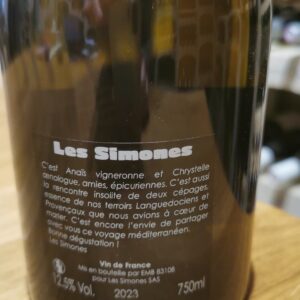 Les Simones
C'est Anaïs vigneronne et Chrystelle
œnologue, amies, épicuriennes. C'est aussi
la rencontre insolite de deux cépages,
essence de nos terroirs Languedociens et
Provençaux que nous avions à cœur de
marier. C'est encore l'envie de partager
avec vous ce voyage méditerranéen.
Bonne dégustation !
Les Simones
Vin de France
Mis en bouteille par EMB 83108
pour Les Simones SAS
12.5% Vol. 2023 750ml